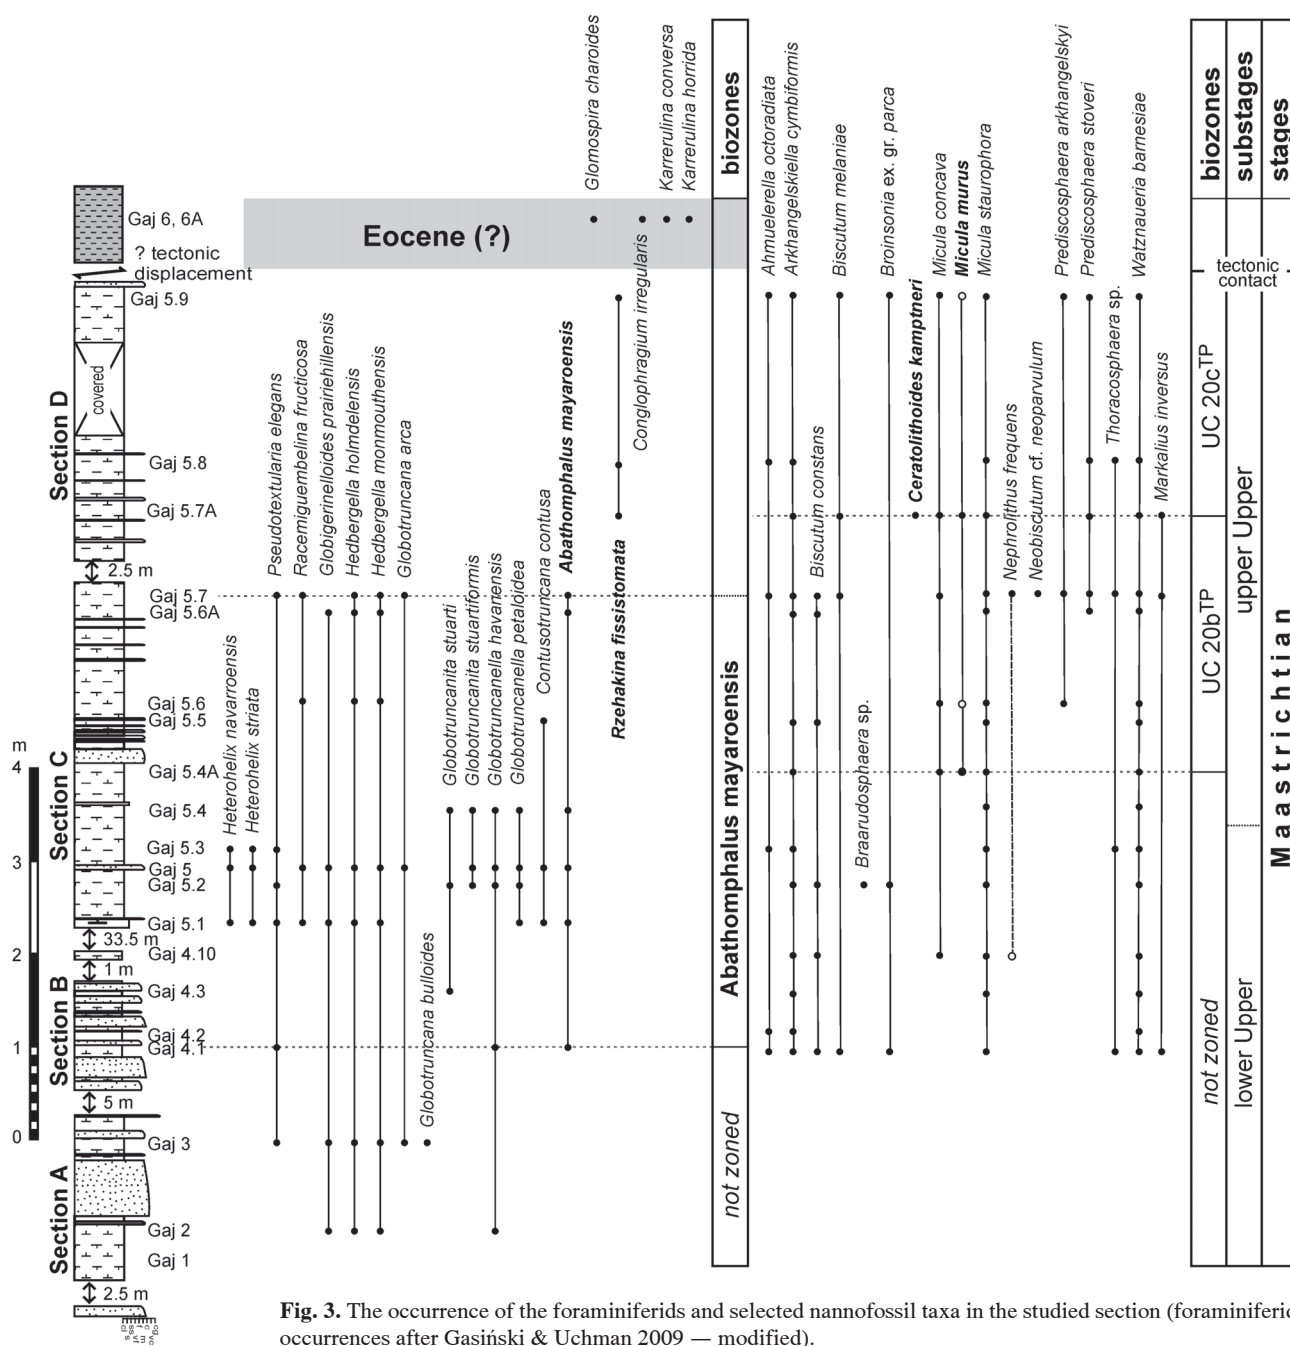 Gaj 6, 6A
? tectonic
displacement
Gaj 5.9
covered
Section D
Gaj 5.8
Gaj 5.7A
2.5 m
Gaj 5.7
Gaj 5.6A
Gaj 5.6
Gaj 5.5
m
4
Section C
Gaj 5.4A
Gaj 5.4
3
Gaj 5.3
Gaj 5
Gaj 5.2
Gaj 5.1
33.5 m
2
Gaj 4.10
1 m
Section B
Gaj 4.3
Gaj 4.2
1
Gaj 4.1
5 m
0
Gaj 3
Section A
Gaj 2
Gaj 1
2.5 m
Eocene (?)
Heterohelix navarroensis
Heterohelix striata
Pseudotextularia elegans
Racemiguembelina fructicosa
Globigerinelloides prairiehillensis
Hedbergella holmdelensis
Hedbergella monmouthensis
Globotruncana arca
Globotruncana bulloides
Globotruncanita stuarti
Globotruncanita stuartiformis
Globotruncanella havanensis
Globotruncanella petaloidea
Contusotruncana contusa
Abathomphalus mayaroensis
Glomospira charoides
Rzehakina fissistomata
Conglophragium irregularis
Karrerulina conversa
Karrerulina horrida
biozones
Abathomphalus mayaroensis
not zoned
Ahmuelerella octoradiata
Arkhangelskiella cymbiformis
Biscutum constans
Biscutum melaniae
Braarudosphaera sp.
Broinsonia ex. gr. parca
Ceratolithoides kamptneri
Micula concava
Micula murus
Micula staurophora
Nephrolithus frequens
Neobiscutum cf. neoparvulum
Prediscosphaera arkhangelskyi
Prediscosphaera stoveri
Thoracosphaera sp.
Watznaueria barnesiae
Markalius inversus
biozones
substages
stages
tectonic
contact
UC 20cTP
UC 20bTP
not zoned
upper Upper
lower Upper
Maastrichtian
Fig. 3. The occurrence of the foraminiferids and selected nannofossil taxa in the studied section (foraminiferid
occurrences after Gasiński & Uchman 2009 — modified).